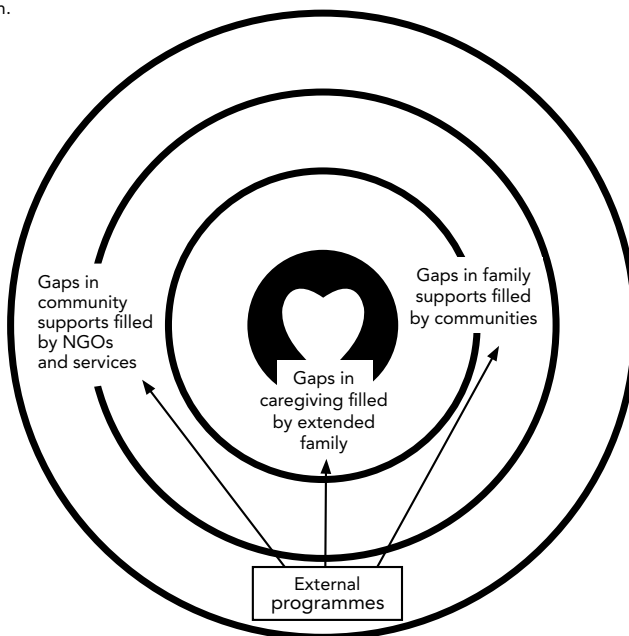 n.
Gaps in
community
supports filled
by NGOs
and services
Gaps in family
supports filled
by communities
Gaps in
caregiving filled
by extended
family
External
programmes